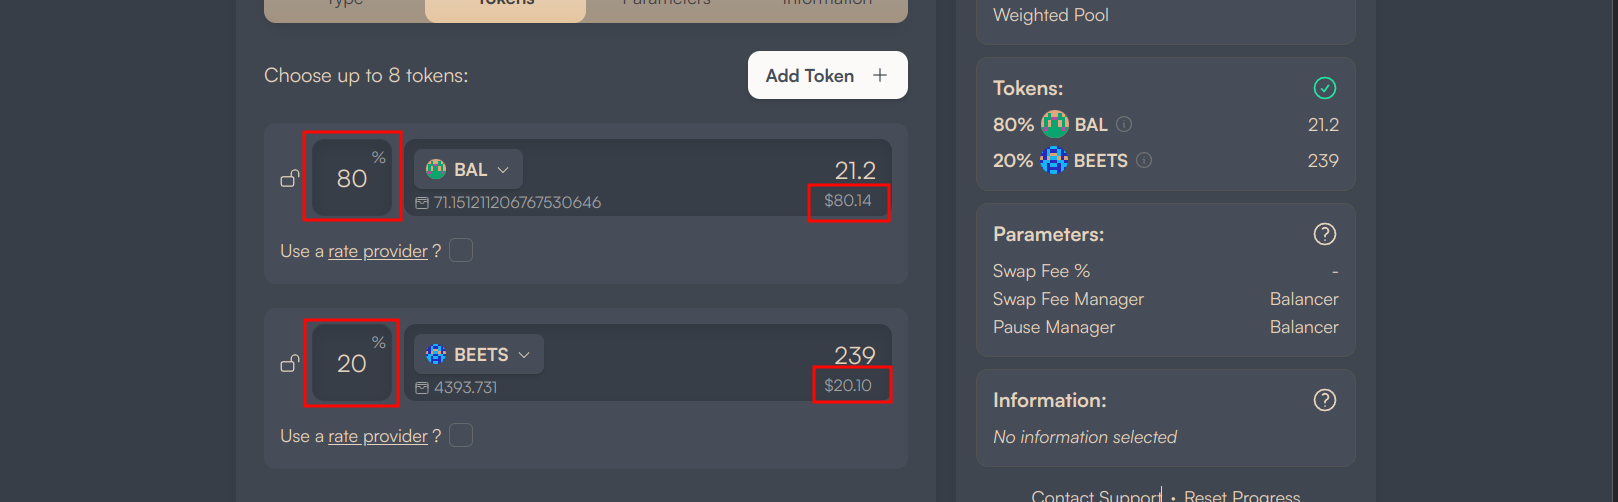 Type Tokens Parameters Information
Choose up to 8 tokens:
Add Token +
80 %
BAL
21.2
71.151211206767530646
$80.14
Use a rate provider ?
20 %
BEETS
239
4393.731
$20.10
Use a rate provider ?
Weighted Pool
Tokens:
80% BAL 21.2
20% BEETS 239
Parameters:
Swap Fee % -
Swap Fee Manager Balancer
Pause Manager Balancer
Information:
No information selected
Contact Support · Reset Progress